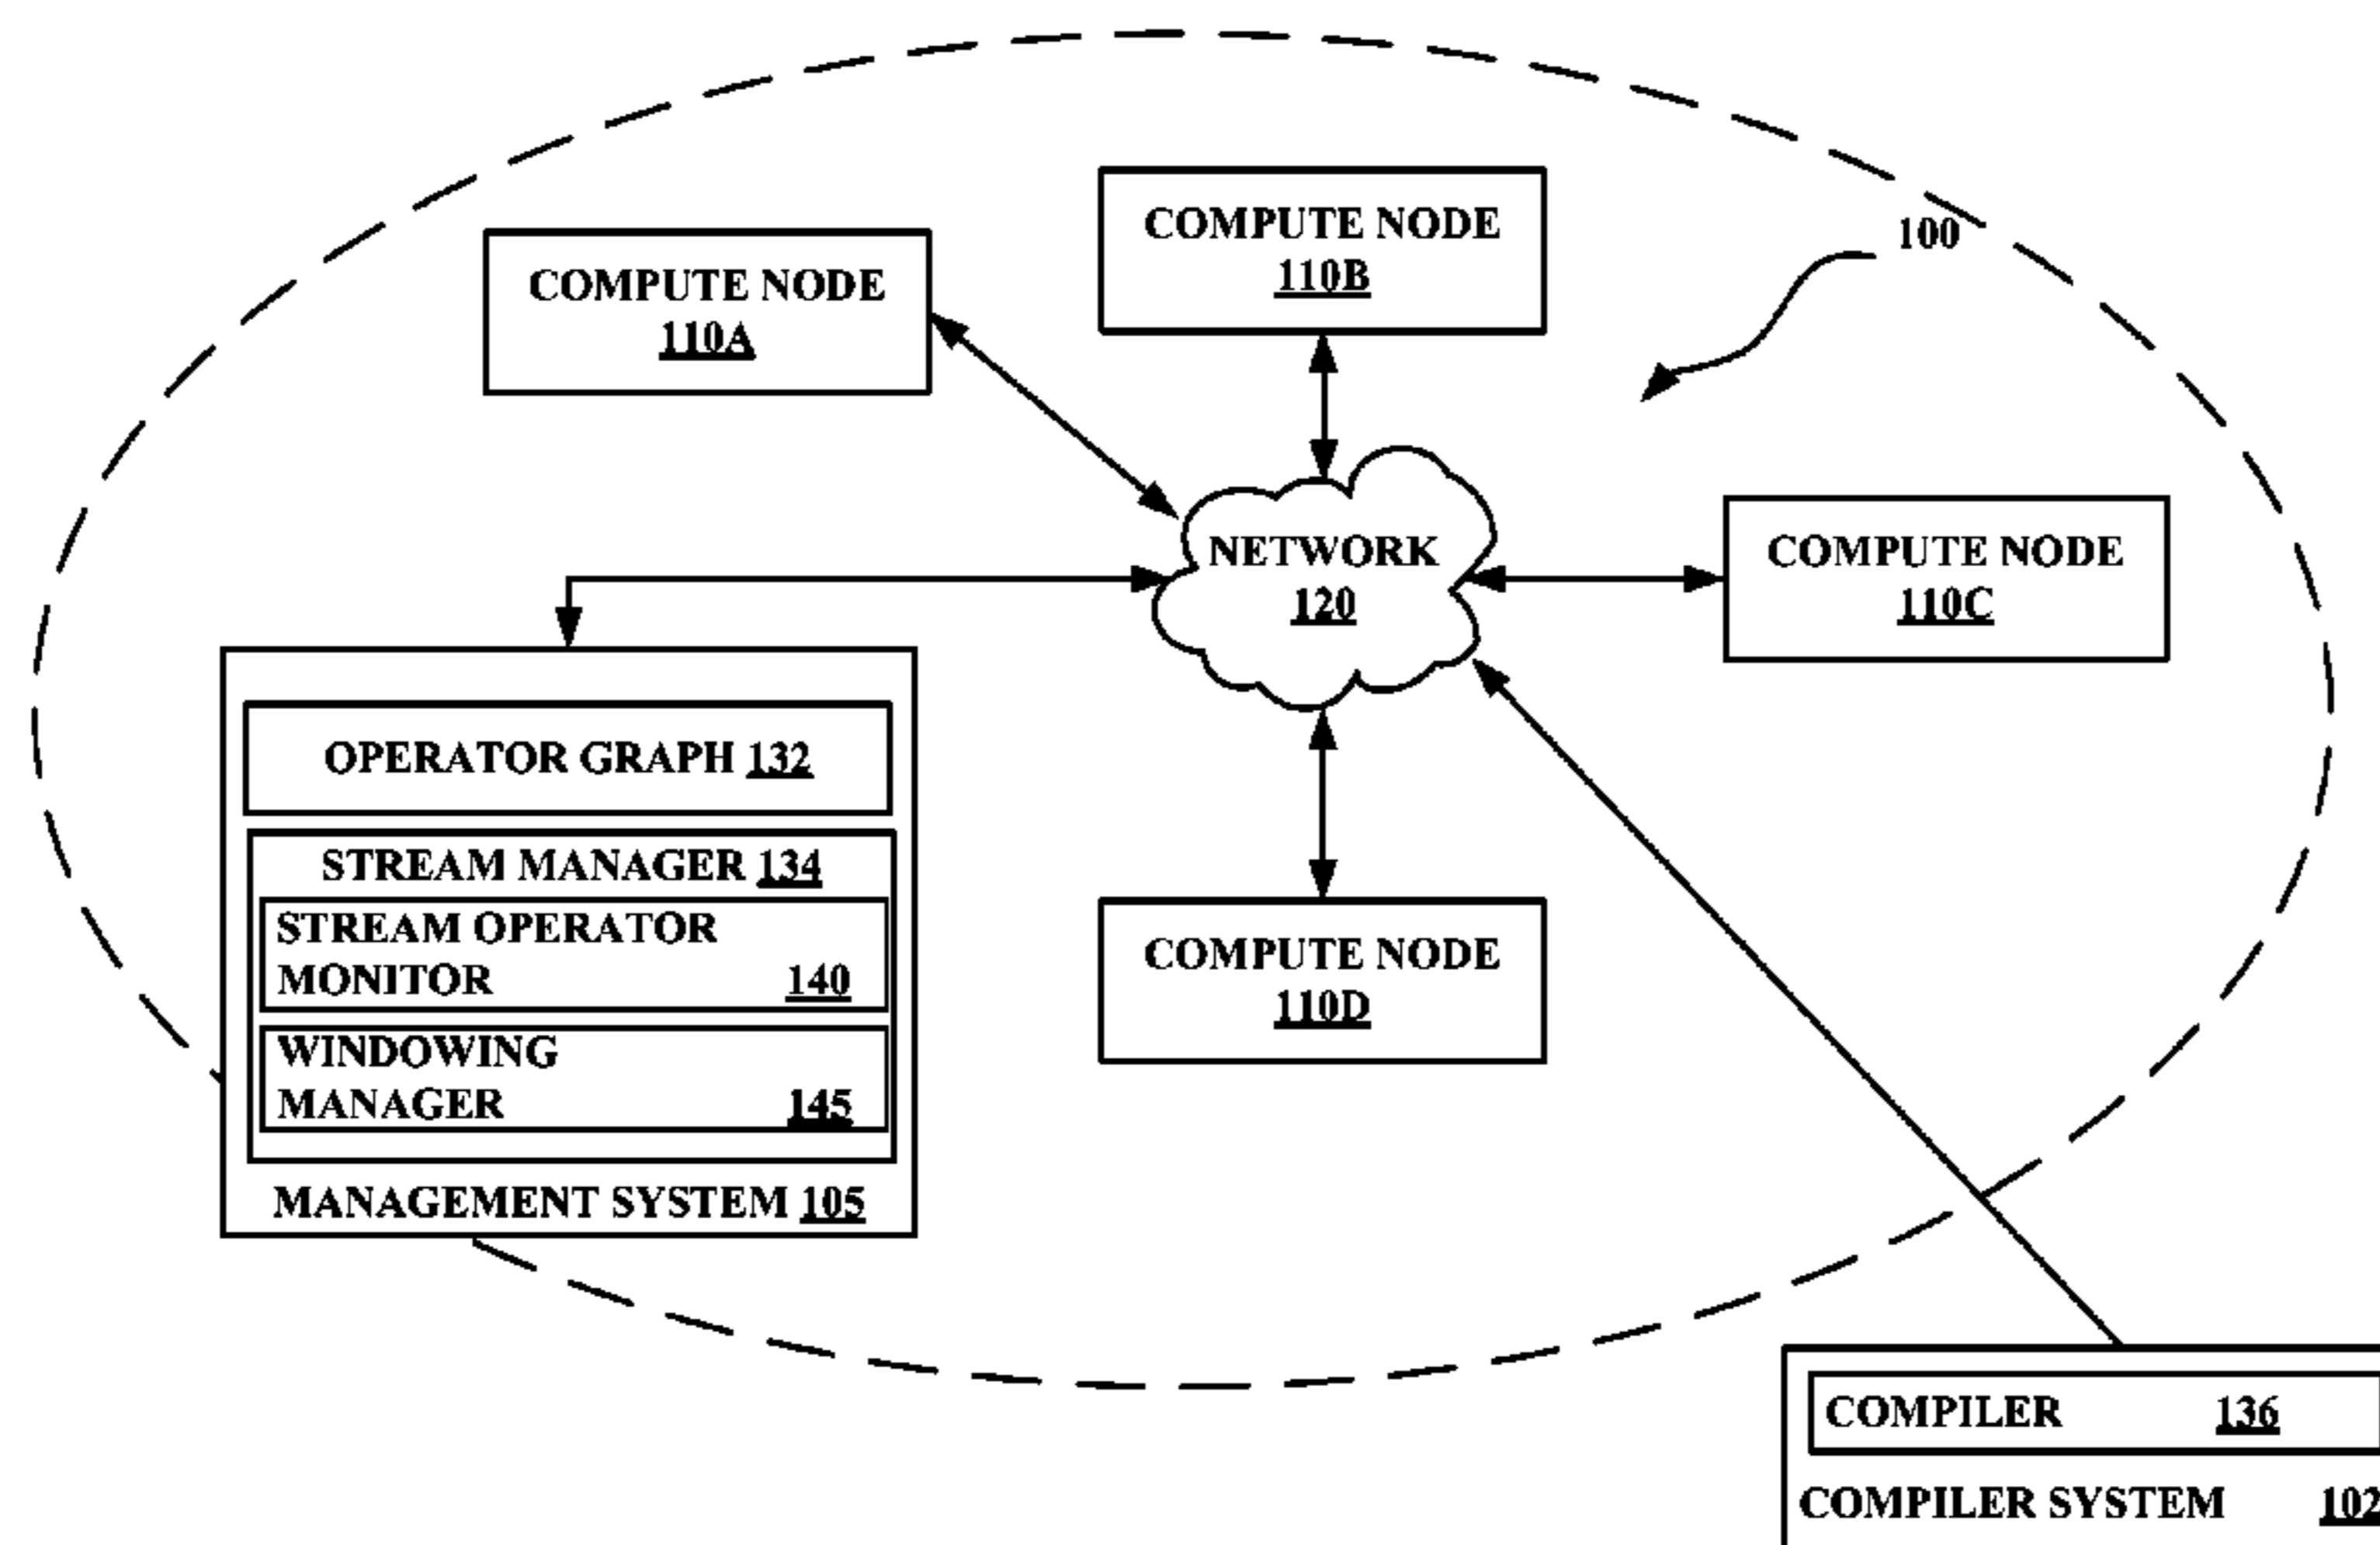 COMPUTE NODE
110B
100
COMPUTE NODE
110A
NETWORK
120
COMPUTE NODE
110C
OPERATOR GRAPH 132
STREAM MANAGER 134
STREAM OPERATOR
MONITOR 140
WINDOWING
MANAGER 145
MANAGEMENT SYSTEM 105
COMPUTE NODE
110D
COMPILER 136
COMPILER SYSTEM 102